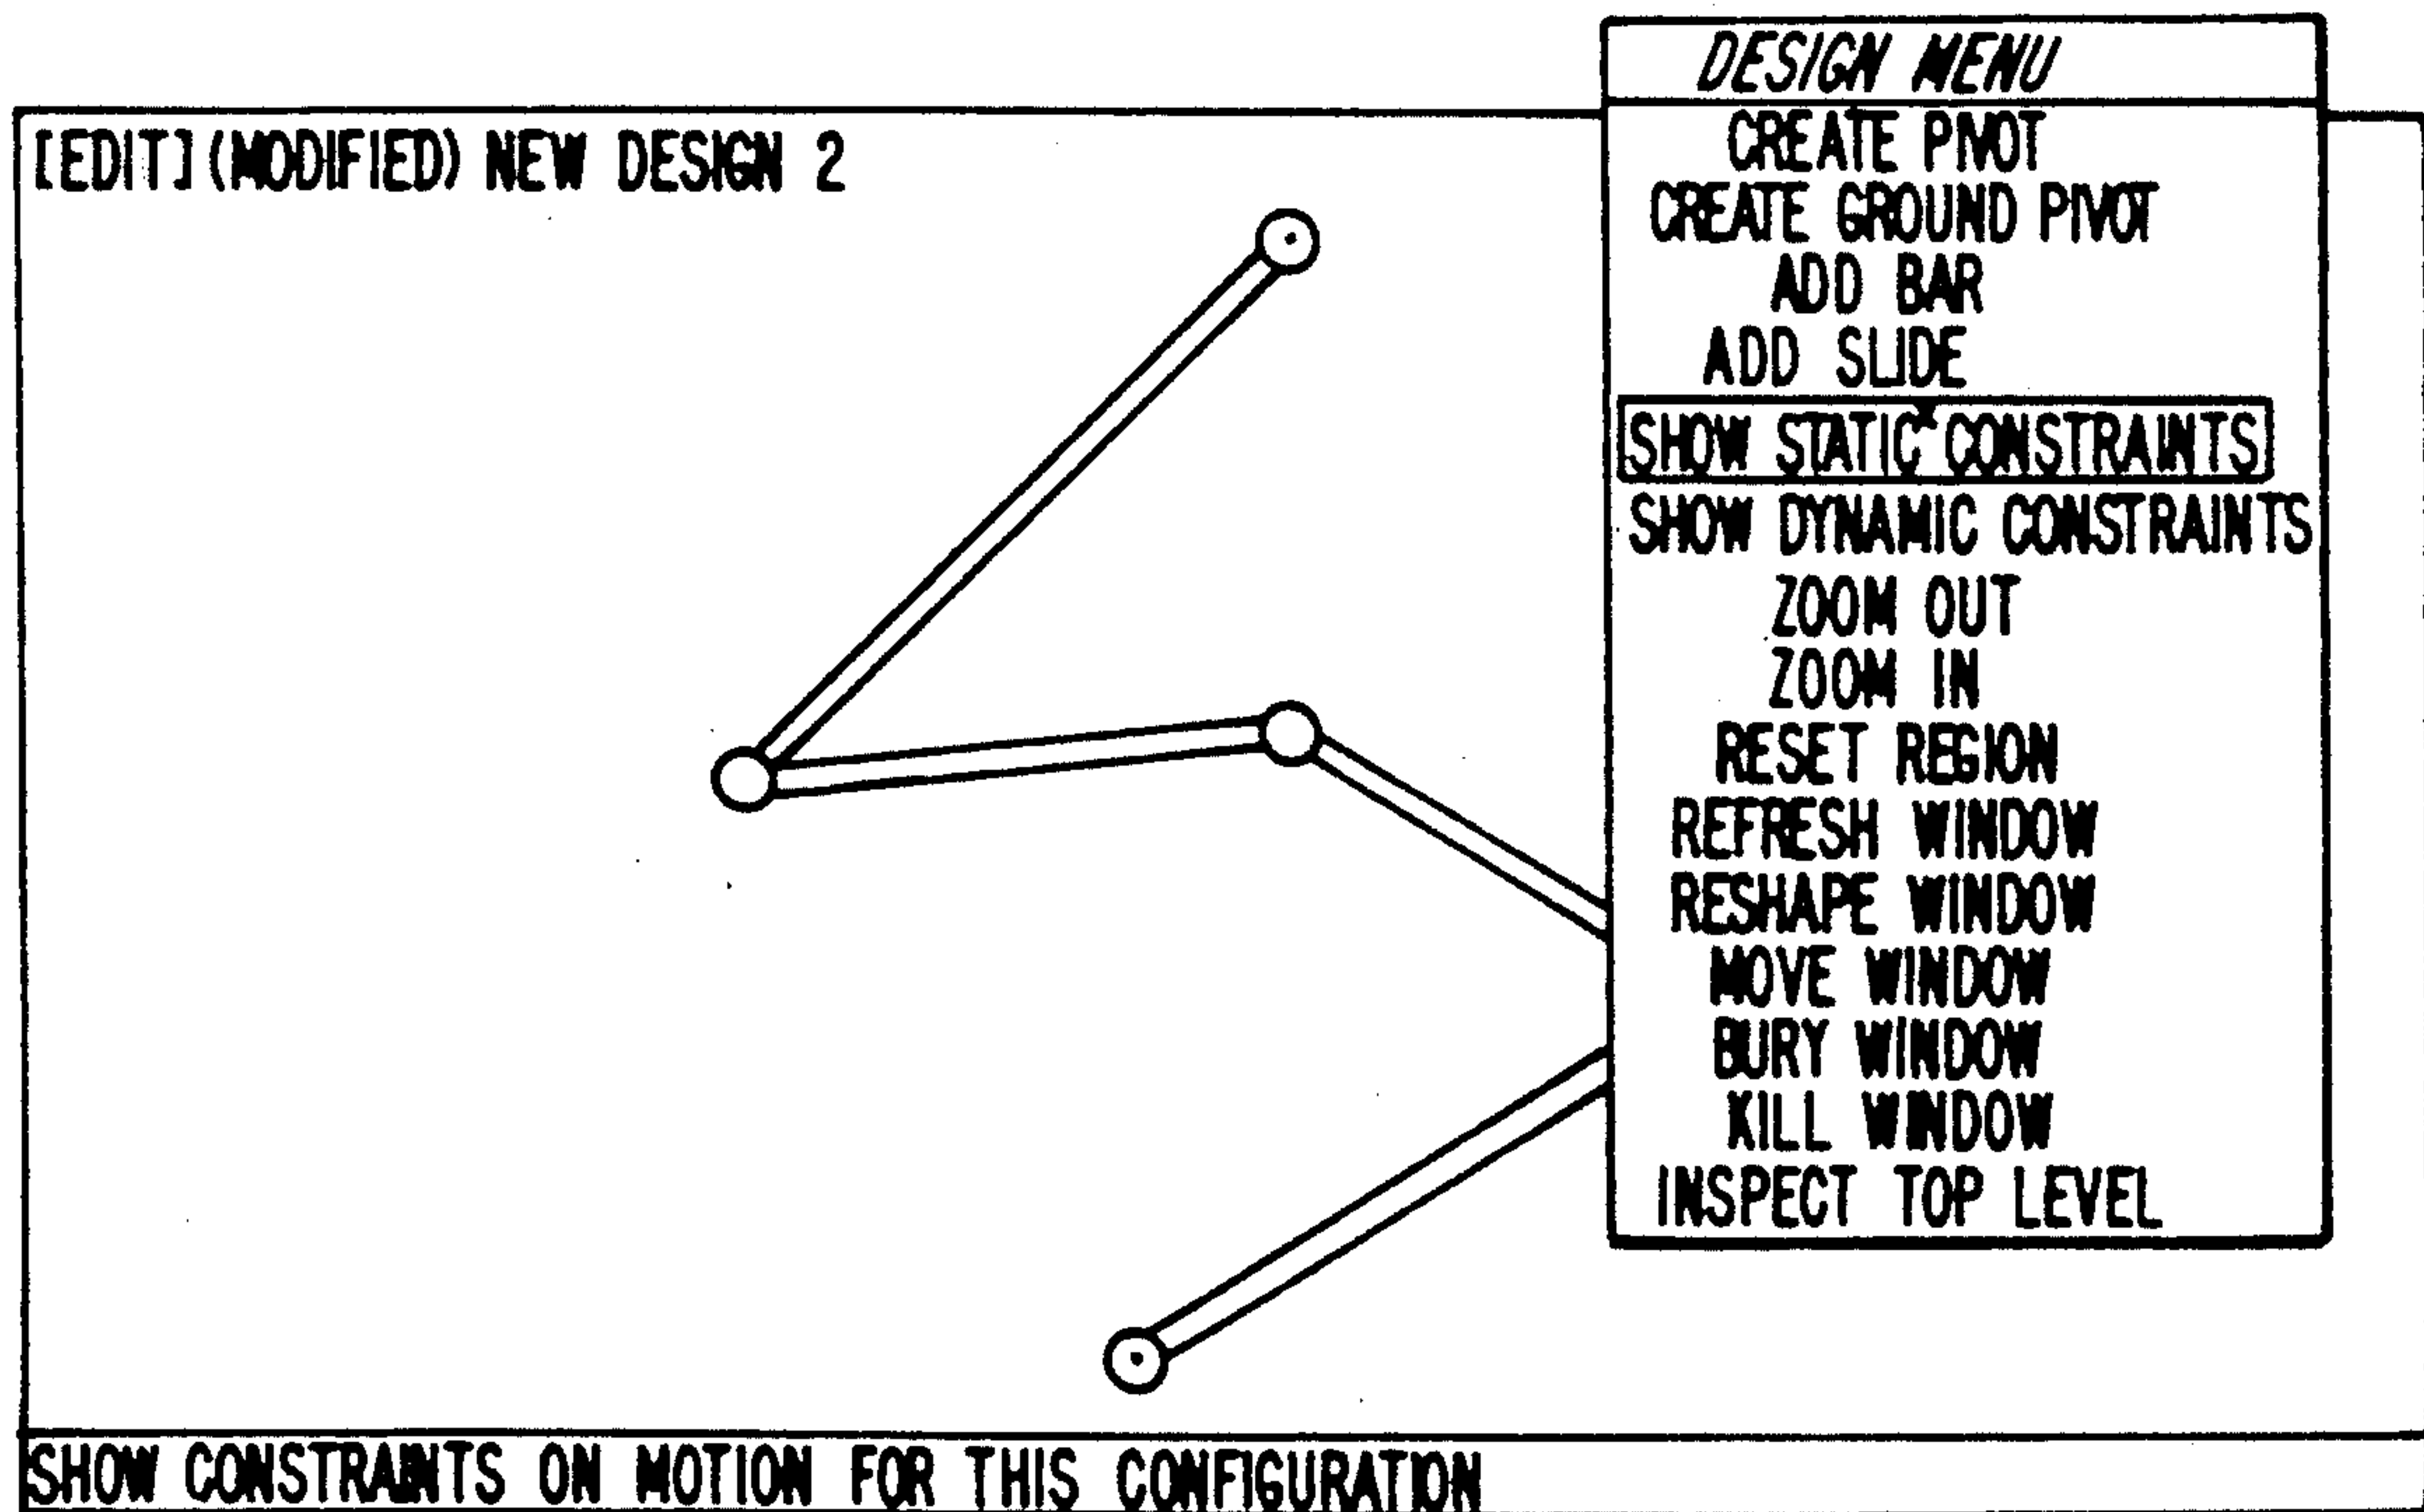 DESIGN MENU
[EDIT] (MODIFIED) NEW DESIGN 2
CREATE PIVOT
CREATE GROUND PIVOT
ADD BAR
ADD SLIDE
SHOW STATIC CONSTRAINTS
SHOW DYNAMIC CONSTRAINTS
ZOOM OUT
ZOOM IN
RESET REGION
REFRESH WINDOW
RESHAPE WINDOW
MOVE WINDOW
BURY WINDOW
KILL WINDOW
INSPECT TOP LEVEL
SHOW CONSTRAINTS ON MOTION FOR THIS CONFIGURATION